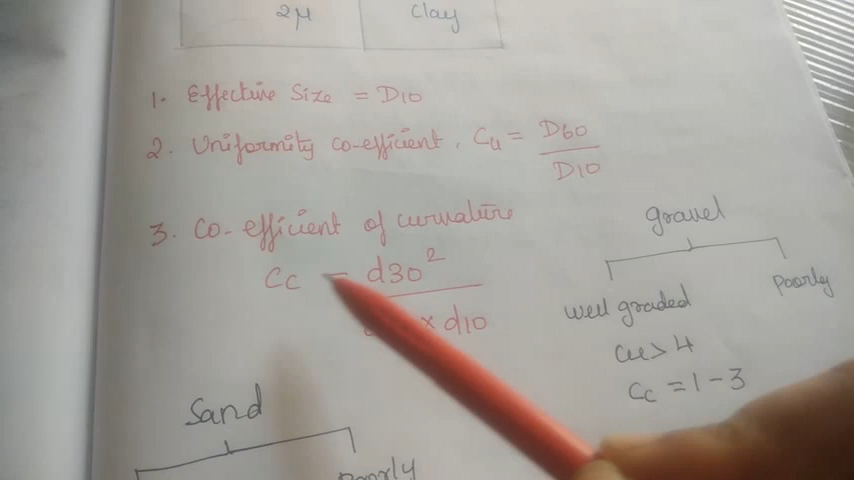 2μ Clay
1. Effective Size = D10
2. Uniformity Co-efficient, Cu = D60
D10
3. Co-efficient of curvature
Cc = d30²
× d10
gravel
well graded Poorly
Cu > 4
Cc = 1-3
Sand
Poorly